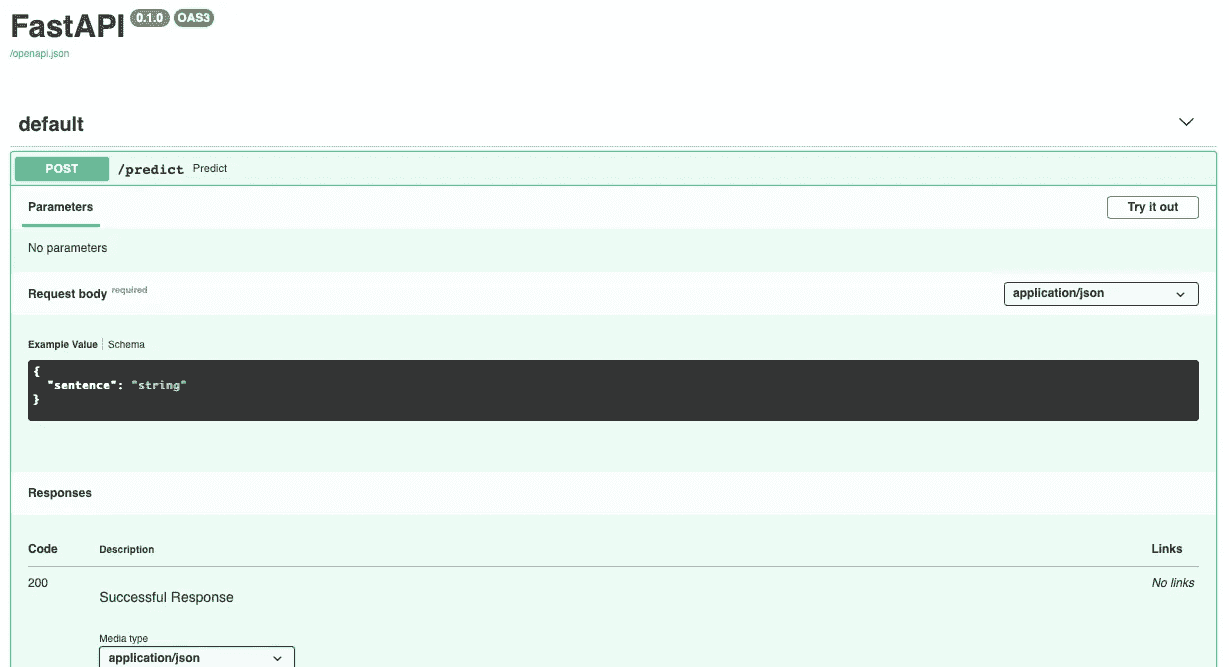 FastAPI 0.1.0 OAS3
/openapi.json
default
POST /predict Predict
Parameters Try it out
No parameters
Request body required application/json
Example Value Schema
{
"sentence": "string"
}
Responses
Code Description Links
200 No links
Successful Response
Media type
application/json